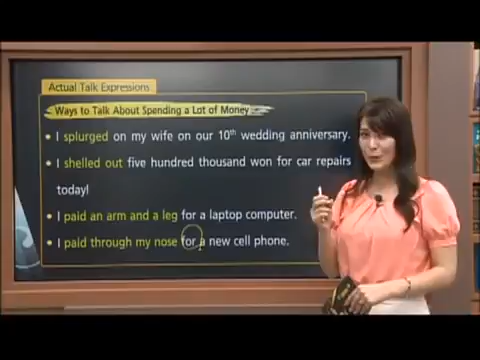 Actual Talk Expressions
Ways to Talk About Spending a Lot of Money
• I splurged on my wife on our 10th wedding anniversary.
• I shelled out five hundred thousand won for car repairs
today!
• I paid an arm and a leg for a laptop computer.
• I paid through my nose for a new cell phone.